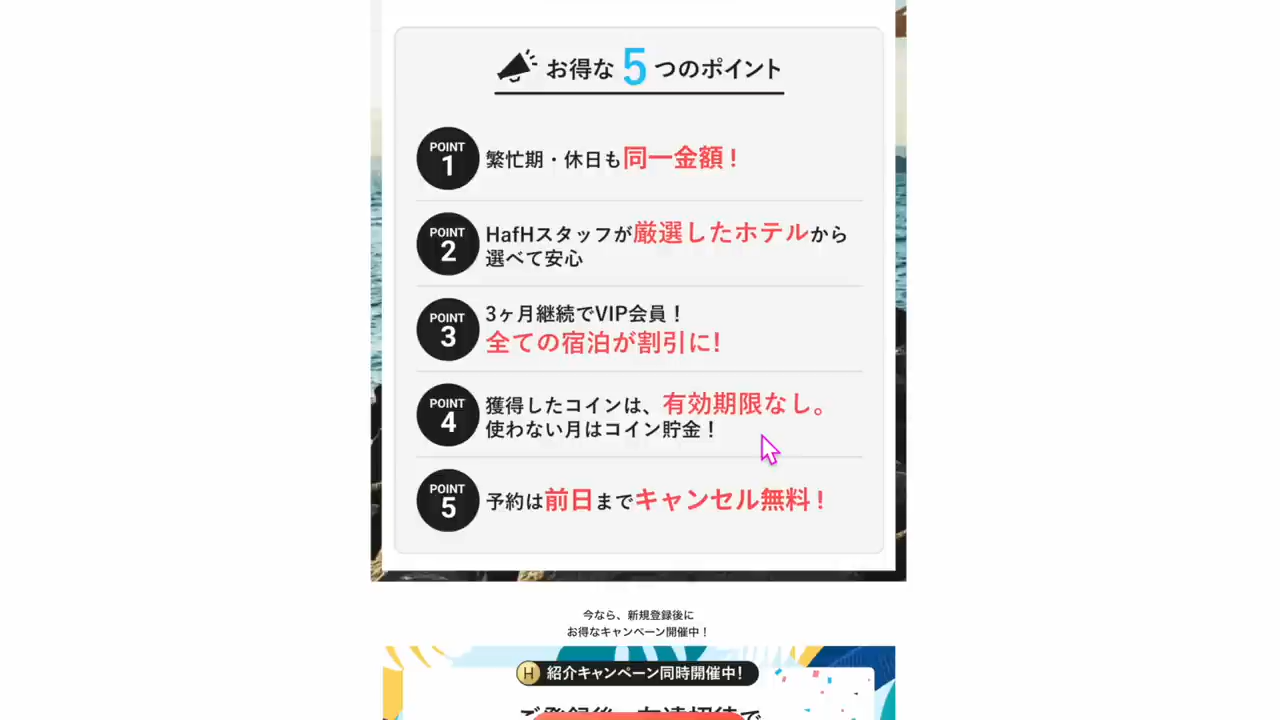 お得な5つのポイント
POINT
1
繁忙期・休日も同一金額！
POINT
2
HafHスタッフが厳選したホテルから
選べて安心
POINT
3
3ヶ月継続でVIP会員！
全ての宿泊が割引に!
POINT
4
獲得したコインは、有効期限なし。
使わない月はコイン貯金！
POINT
5
予約は前日までキャンセル無料！
今なら、新規登録後に
お得なキャンペーン開催中！
H 紹介キャンペーン同時開催中!